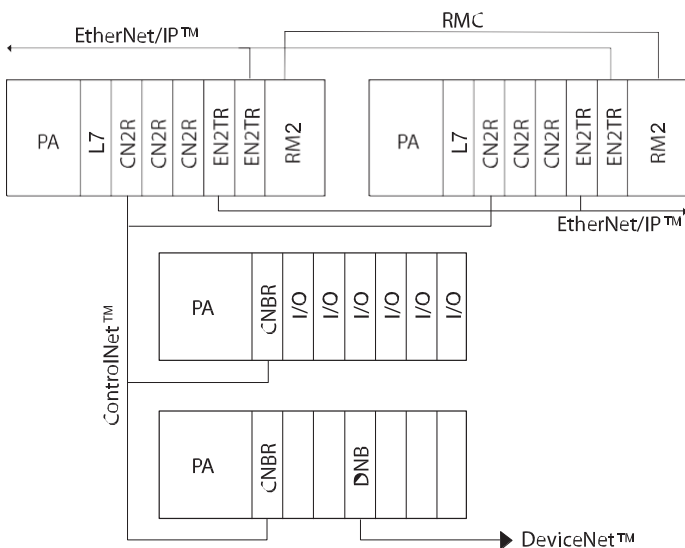 EtherNet/IP™
RMC
PA
L7
CN2R
CN2R
CN2R
EN2TR
EN2TR
RM2
PA
L7
CN2R
CN2R
CN2R
EN2TR
EN2TR
RM2
EtherNet/IP™
PA
CNBR
I/O
I/O
I/O
I/O
I/O
I/O
ControlNet™
PA
CNBR
DNB
DeviceNet™